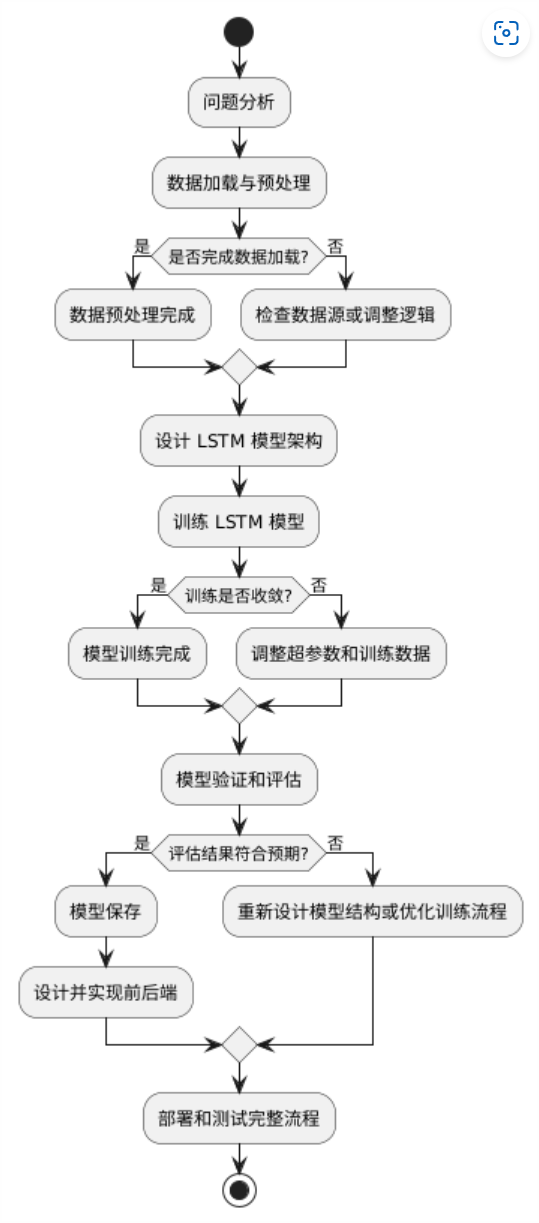 问题分析
数据加载与预处理
是
是否完成数据加载?
否
数据预处理完成
检查数据源或调整逻辑
设计 LSTM 模型架构
训练 LSTM 模型
是
训练是否收敛?
否
模型训练完成
调整超参数和训练数据
模型验证和评估
是
评估结果符合预期?
否
模型保存
重新设计模型结构或优化训练流程
设计并实现前后端
部署和测试完整流程